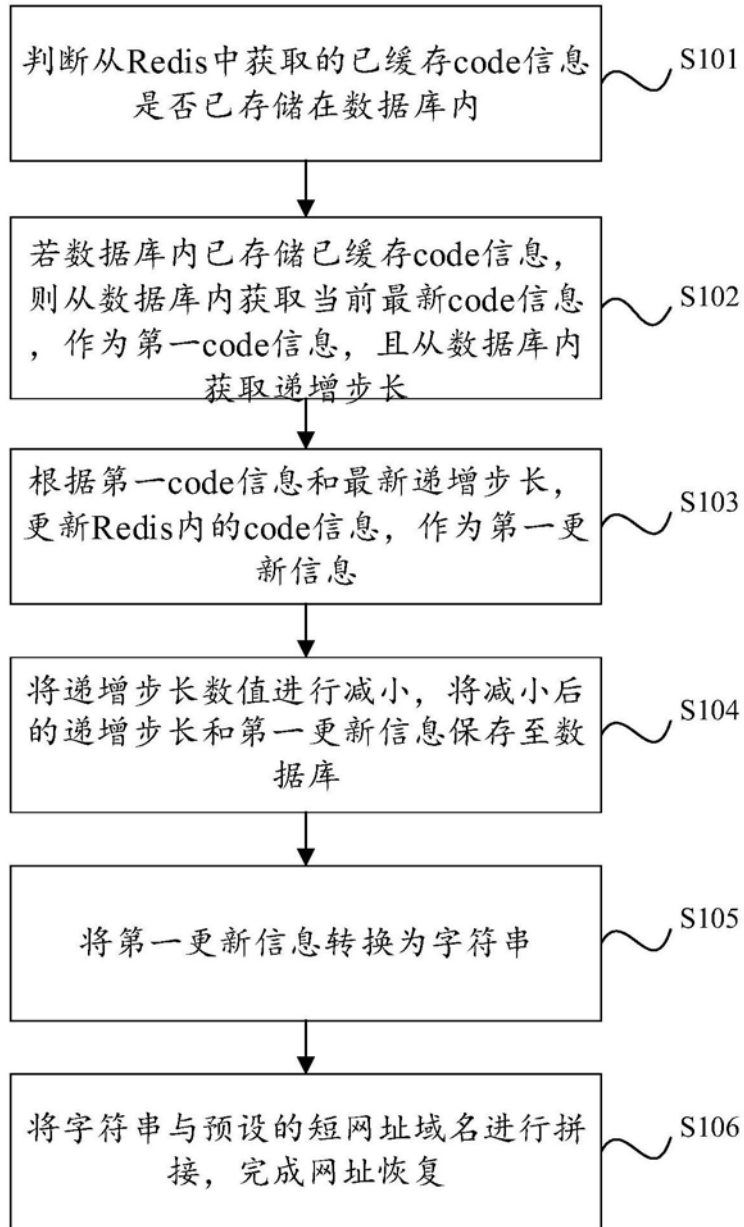 判断从Redis中获取的已缓存code信息
是否已存储在数据库内
S101
若数据库内已存储已缓存code信息,
则从数据库内获取当前最新code信息
,作为第一code信息,且从数据库内
获取递增步长
S102
根据第一code信息和最新递增步长,
更新Redis内的code信息,作为第一更
新信息
S103
将递增步长数值进行减小,将减小后
的递增步长和第一更新信息保存至数
据库
S104
将第一更新信息转换为字符串
S105
将字符串与预设的短网址域名进行拼
接,完成网址恢复
S106